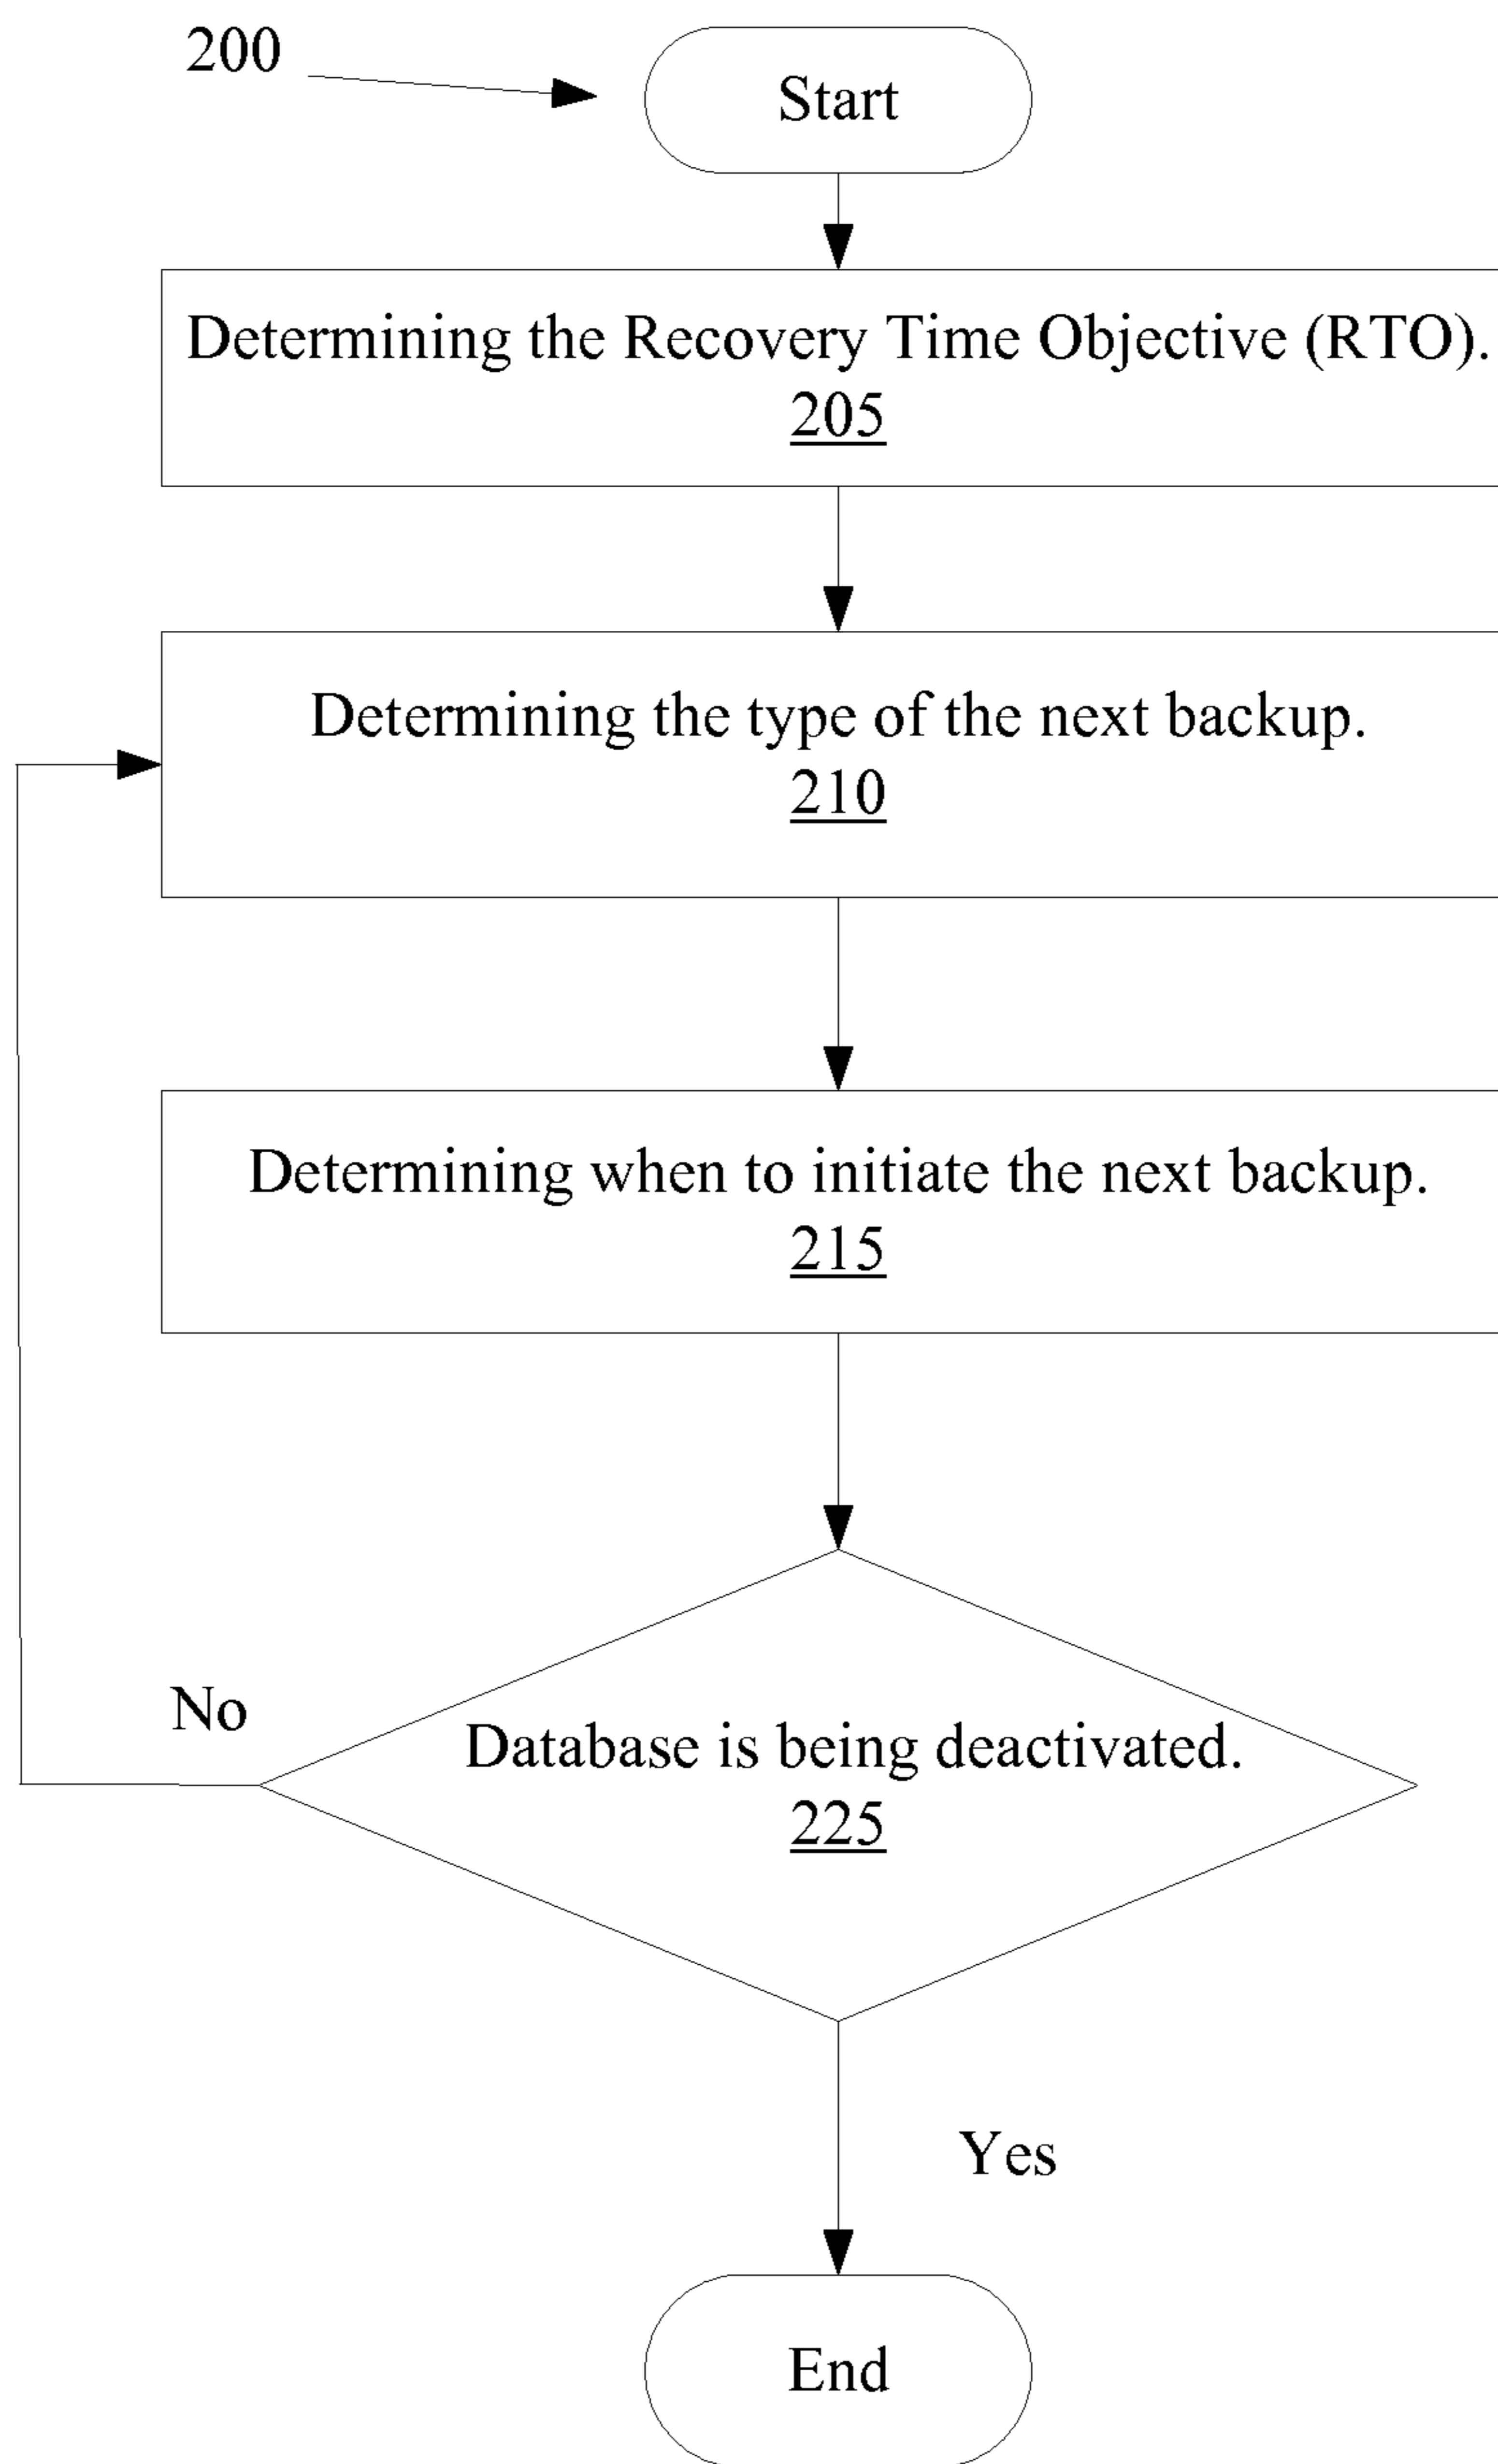 200
Start
Determining the Recovery Time Objective (RTO).
205
Determining the type of the next backup.
210
Determining when to initiate the next backup.
215
No
Database is being deactivated.
225
Yes
End